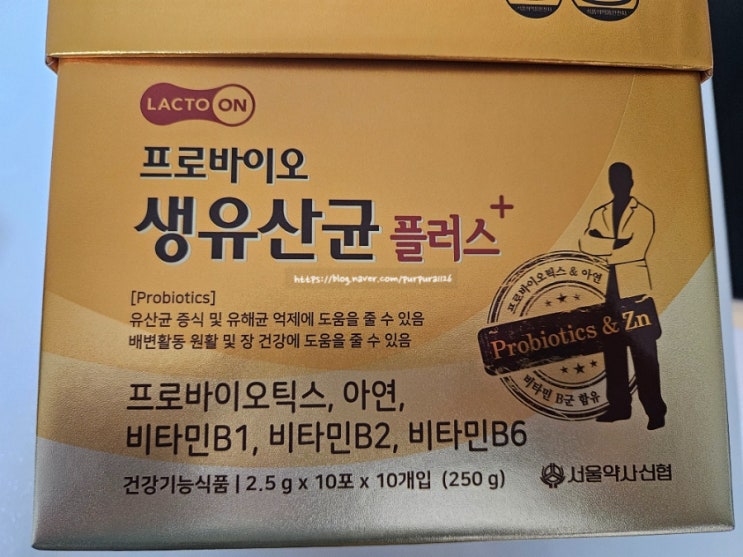 LACTO ON
프로바이오
생유산균 플러스+
https://blog.naver.com/purpura1116
[Probiotics]
유산균 증식 및 유해균 억제에 도움을 줄 수 있음
배변활동 원활 및 장 건강에 도움을 줄 수 있음
프로바이오틱스 & 아연
Probiotics & Zn
비타민 B군 함유
프로바이오틱스, 아연,
비타민B1, 비타민B2, 비타민B6
건강기능식품 | 2.5 g x 10포 x 10개입 (250 g)
서울약사신협